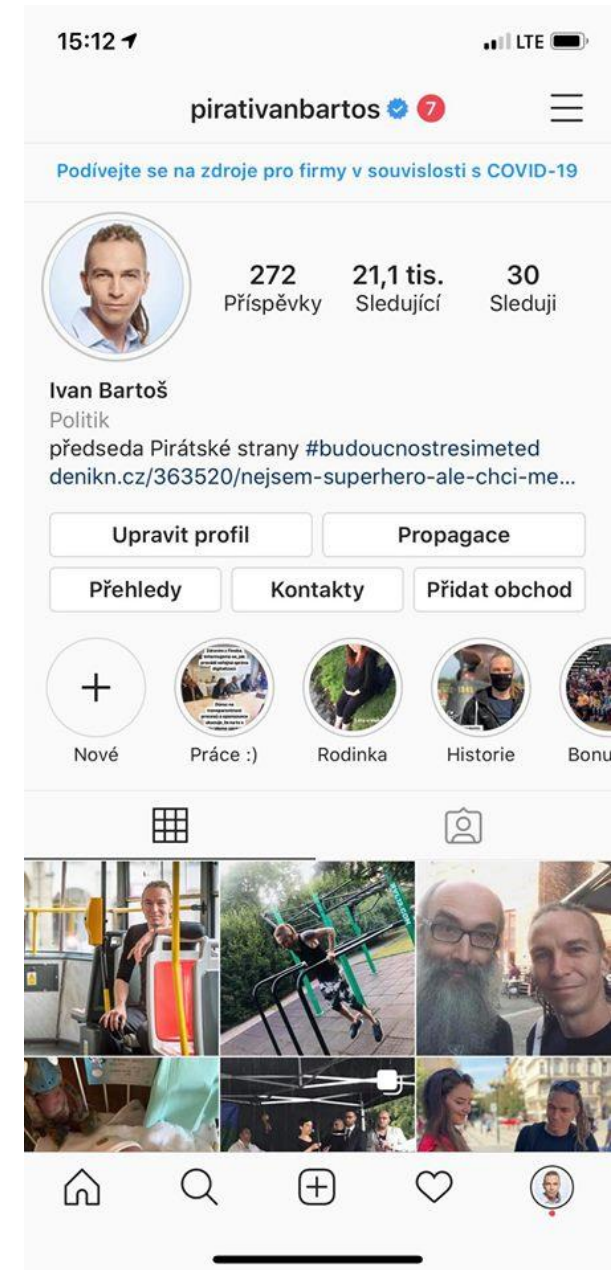 15:12
LTE
pirativanbartos 7
Podívejte se na zdroje pro firmy v souvislosti s COVID-19
272 21,1 tis. 30
Příspěvky Sledující Sleduji
Ivan Bartoš
Politik
předseda Pirátské strany #budoucnostresimeted
denikn.cz/363520/nejsem-superhero-ale-chci-me...
Upravit profil Propagace
Přehledy Kontakty Přidat obchod
Nové Práce :) Rodinka Historie Bonu